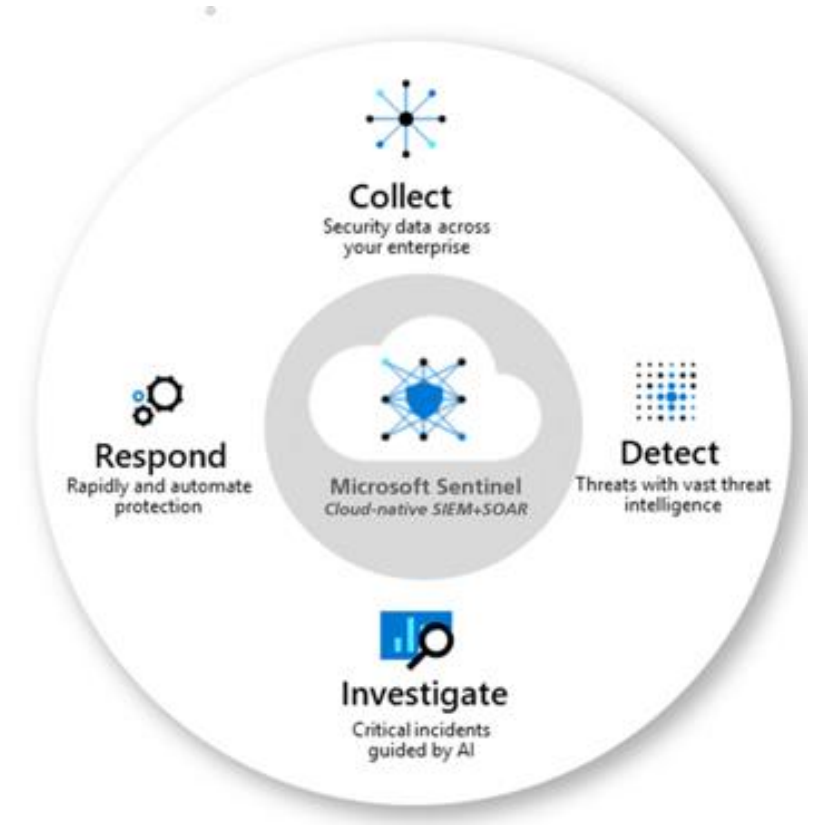 Collect
Security data across
your enterprise
Respond
Rapidly and automate
protection
Microsoft Sentinel
Cloud-native SIEM+SOAR
Detect
Threats with vast threat
intelligence
Investigate
Critical incidents
guided by AI